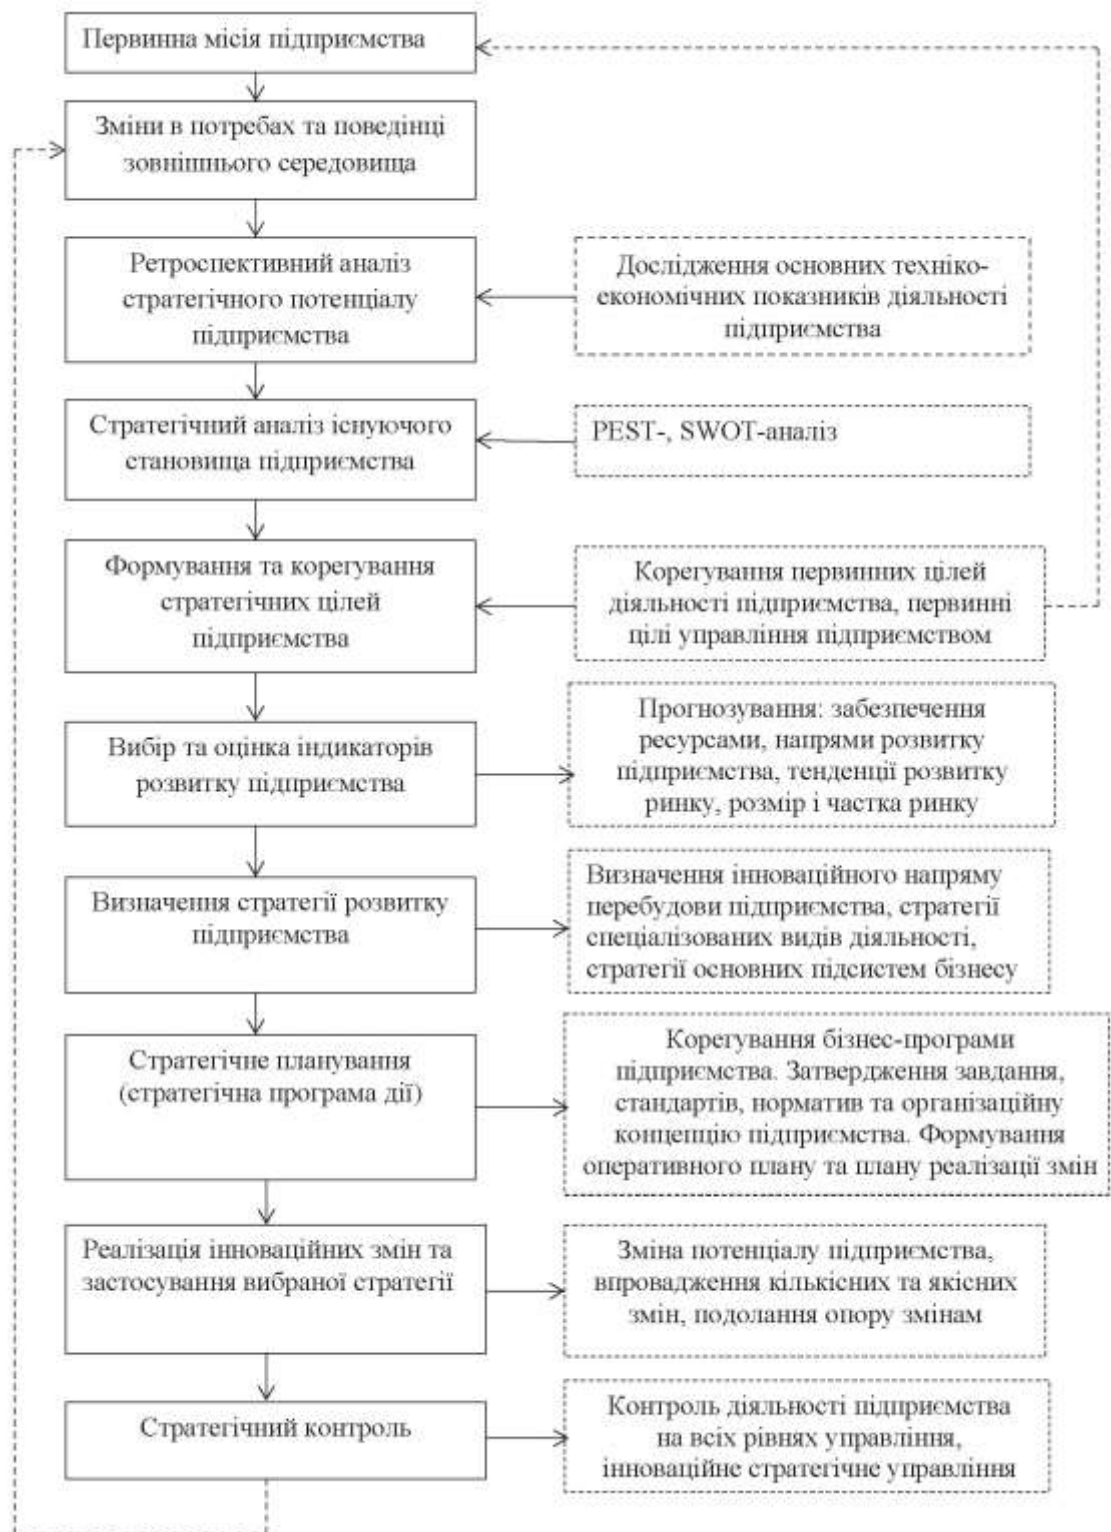 Первинна місія підприємства
Зміни в потребах та поведінці
зовнішнього середовища
Ретроспективний аналіз
стратегічного потенціалу
підприємства
Дослідження основних техніко-
економічних показників діяльності
підприємства
Стратегічний аналіз існуючого
становища підприємства
PEST-, SWOT-аналіз
Формування та корегування
стратегічних цілей
підприємства
Корегування первинних цілей
діяльності підприємства, первинні
цілі управління підприємством
Вибір та оцінка індикаторів
розвитку підприємства
Прогнозування: забезпечення
ресурсами, напрями розвитку
підприємства, тенденції розвитку
ринку, розмір і частка ринку
Визначення стратегії розвитку
підприємства
Визначення інноваційного напряму
перебудови підприємства, стратегії
спеціалізованих видів діяльності,
стратегії основних підсистем бізнесу
Стратегічне планування
(стратегічна програма дії)
Корегування бізнес-програми
підприємства. Затвердження завдання,
стандартів, норматив та організаційну
концепцію підприємства. Формування
оперативного плану та плану реалізації змін
Реалізація інноваційних змін та
застосування вибраної стратегії
Зміна потенціалу підприємства,
впровадження кількісних та якісних
змін, подолання опору змінам
Стратегічний контроль
Контроль діяльності підприємства
на всіх рівнях управління,
інноваційне стратегічне управління